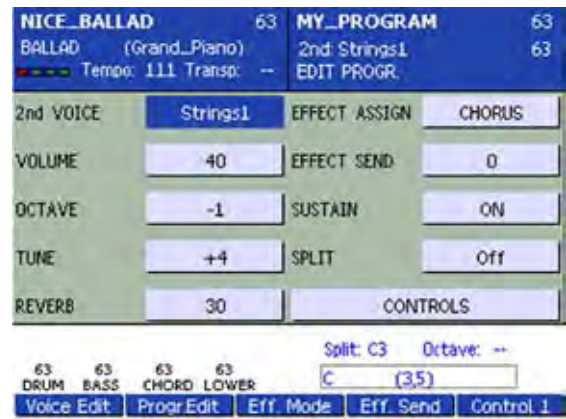 NICE_BALLAD 63 MY_PROGRAM 63
BALLAD (Grand_Piano) 2nd Strings1 63
Tempo: 111 Transp: -- EDIT PROGR.
2nd VOICE Strings1 EFFECT ASSIGN CHORUS
VOLUME 40 EFFECT SEND 0
OCTAVE -1 SUSTAIN ON
TUNE +4 SPLIT Off
REVERB 30 CONTROLS
Split: C3 Octave: --
63 63 63 63 C (3,5)
DRUM BASS CHORD LOWER
Voice Edit Progr.Edit Eff. Mode Eff. Send Control 1